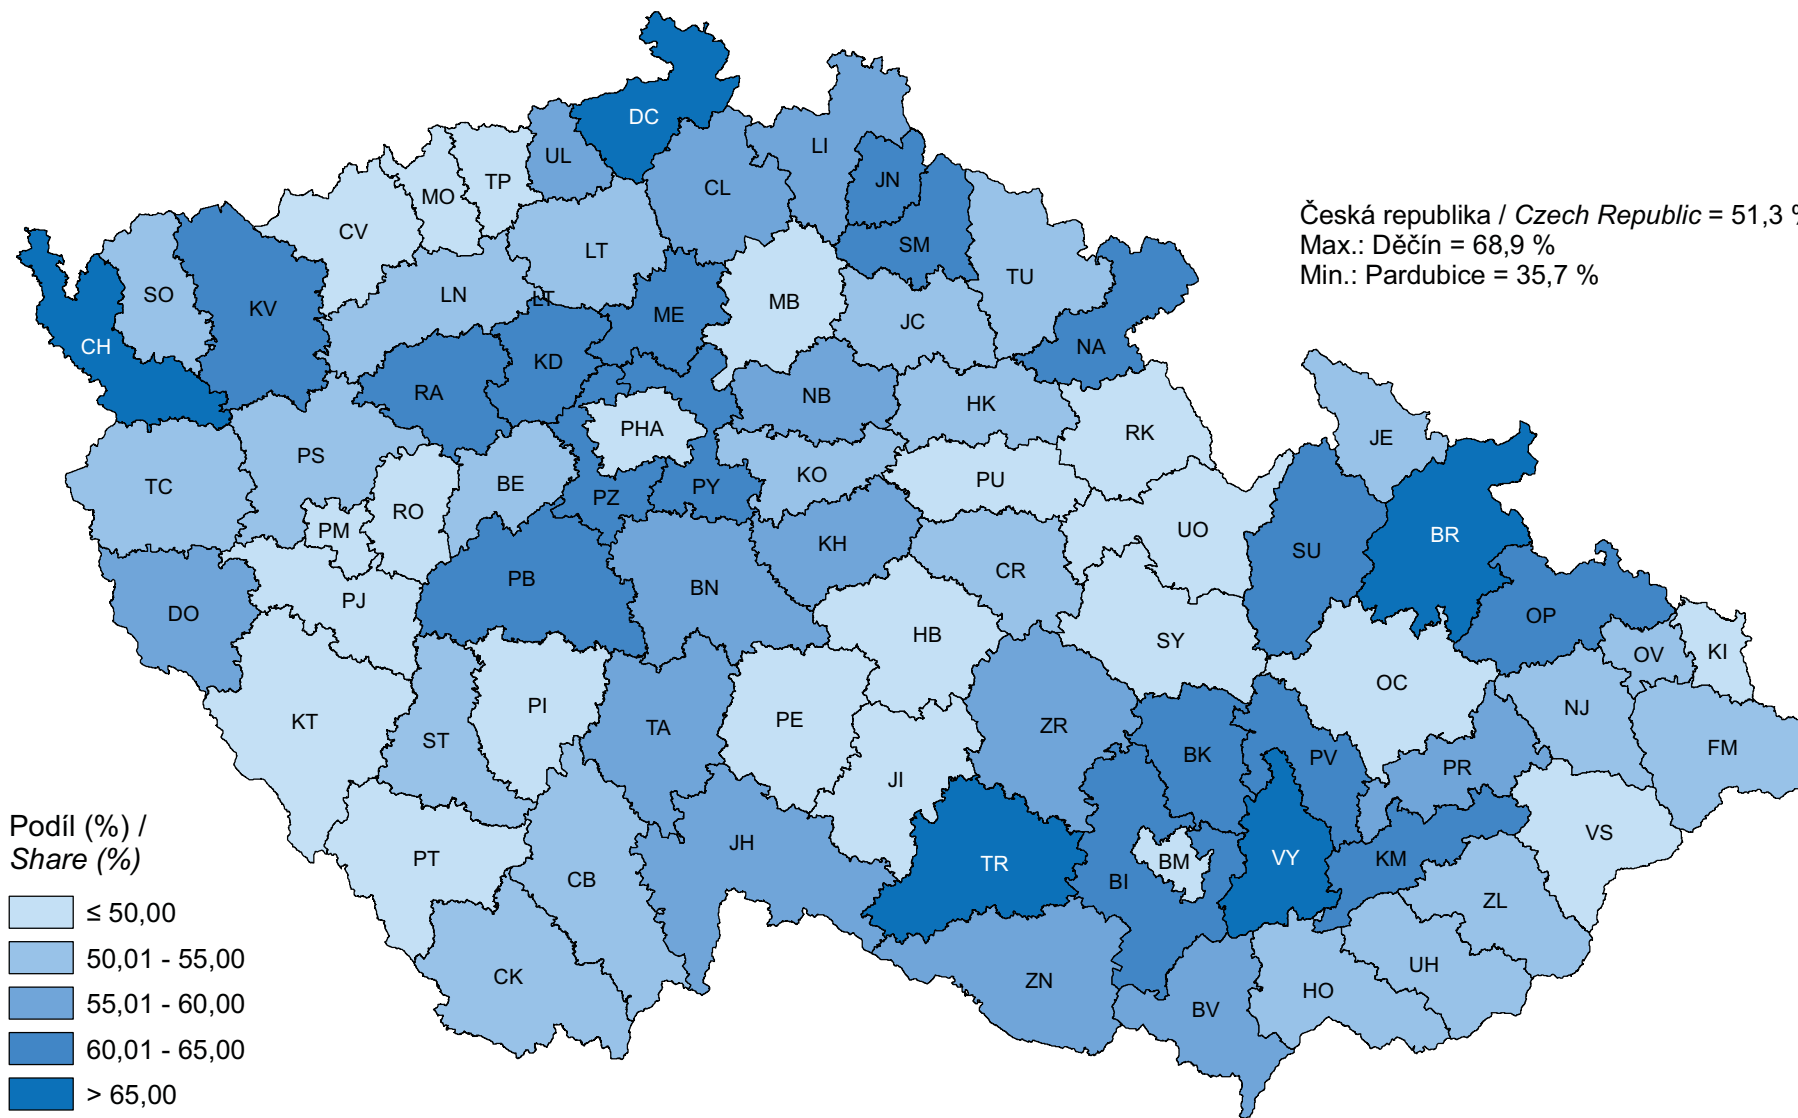 DC
UL
LI
TP
MO
CL
JN
CV
Česká republika / Czech Republic = 51,3 %
Max.: Děčín = 68,9 %
Min.: Pardubice = 35,7 %
SM
LT
TU
SO
KV
LN
LT
ME
MB
JC
CH
NA
KD
RA
NB
HK
PHA
RK
JE
PS
TC
BE
KO
PU
PZ
PY
RO
PM
UO
BR
SU
KH
CR
PB
BN
PJ
DO
OP
HB
SY
OV
KI
OC
KT
PI
ST
TA
PE
ZR
NJ
FM
BK
PV
PR
JI
VS
Podíl (%) /
Share (%)
PT
JH
TR
BM
VY
KM
CB
BI
ZL
≤ 50,00
50,01 - 55,00
55,01 - 60,00
60,01 - 65,00
> 65,00
CK
ZN
BV
HO
UH